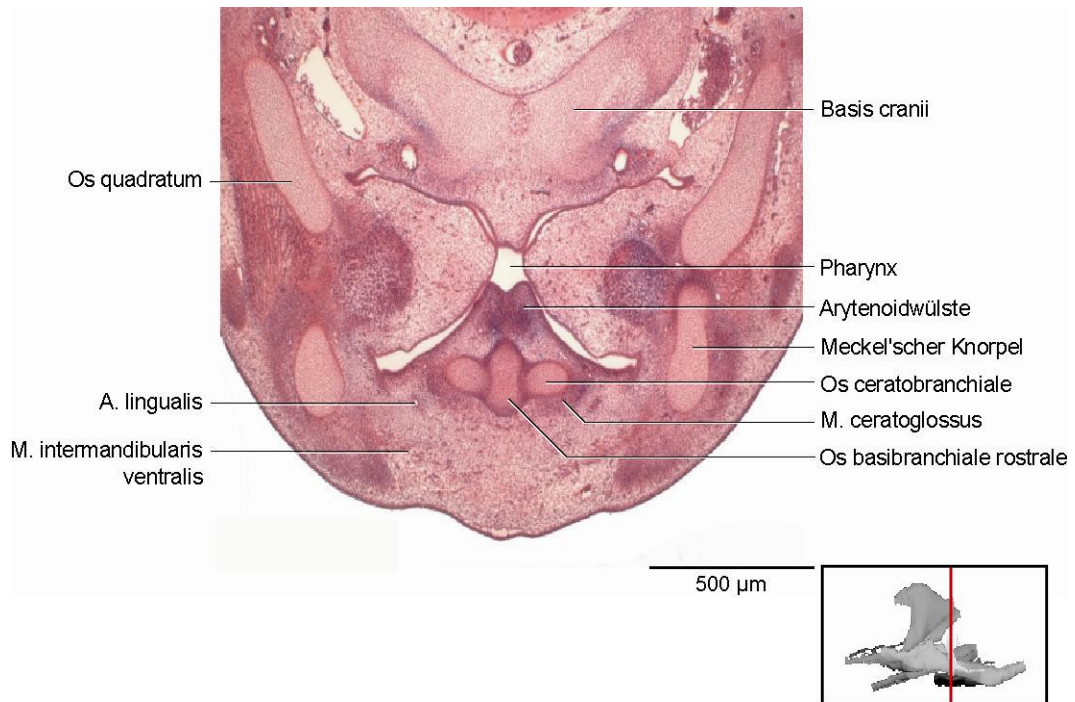 Basis cranii
Os quadratum
Pharynx
Arytenoidwülste
Meckel'scher Knorpel
Os ceratobranchiale
A. lingualis
M. ceratoglossus
M. intermandibularis
ventralis
Os basibranchiale rostrale
500 µm